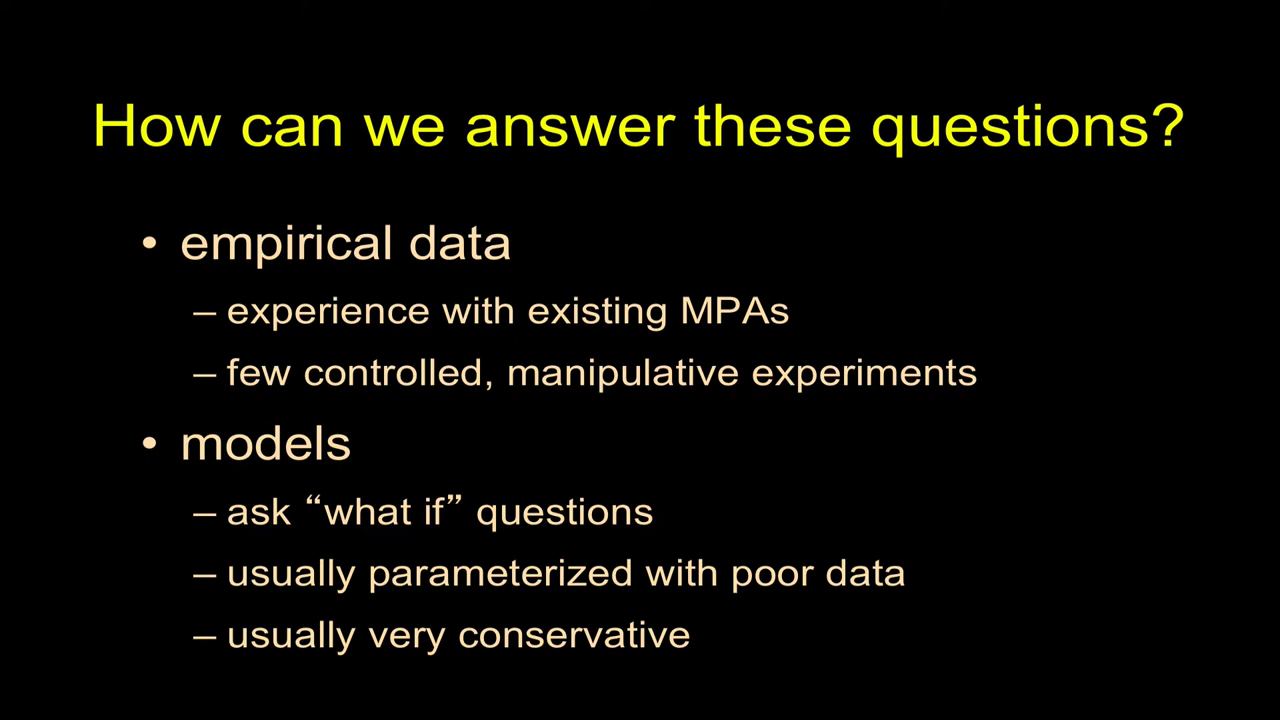 How can we answer these questions?
• empirical data
– experience with existing MPAs
– few controlled, manipulative experiments
• models
– ask “what if” questions
– usually parameterized with poor data
– usually very conservative